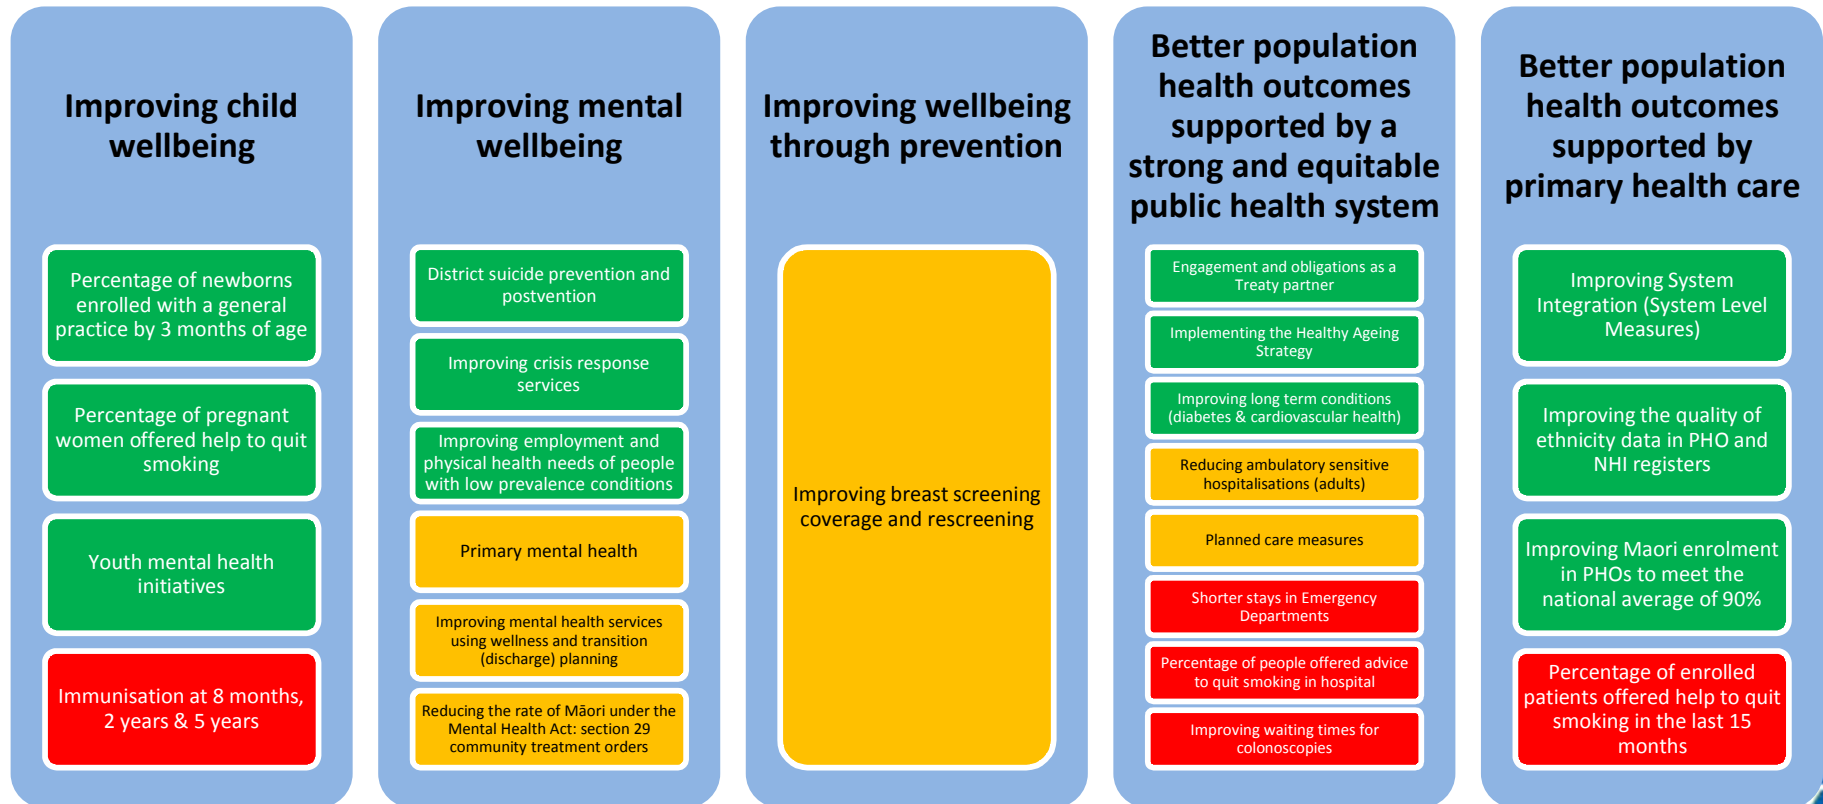 Improving child
wellbeing
Percentage of newborns
enrolled with a general
practice by 3 months of age
Percentage of pregnant
women offered help to quit
smoking
Youth mental health
initiatives
Immunisation at 8 months,
2 years & 5 years
Improving mental
wellbeing
District suicide prevention and
postvention
Improving crisis response
services
Improving employment and
physical health needs of people
with low prevalence conditions
Primary mental health
Improving mental health services
using wellness and transition
(discharge) planning
Reducing the rate of Māori under the
Mental Health Act: section 29
community treatment orders
Improving wellbeing
through prevention
Improving breast screening
coverage and rescreening
Better population
health outcomes
supported by a
strong and equitable
public health system
Engagement and obligations as a
Treaty partner
Implementing the Healthy Ageing
Strategy
Improving long term conditions
(diabetes & cardiovascular health)
Reducing ambulatory sensitive
hospitalisations (adults)
Planned care measures
Shorter stays in Emergency
Departments
Percentage of people offered advice
to quit smoking in hospital
Improving waiting times for
colonoscopies
Better population
health outcomes
supported by
primary health care
Improving System
Integration (System Level
Measures)
Improving the quality of
ethnicity data in PHO and
NHI registers
Improving Maori enrolment
in PHOs to meet the
national average of 90%
Percentage of enrolled
patients offered help to quit
smoking in the last 15
months